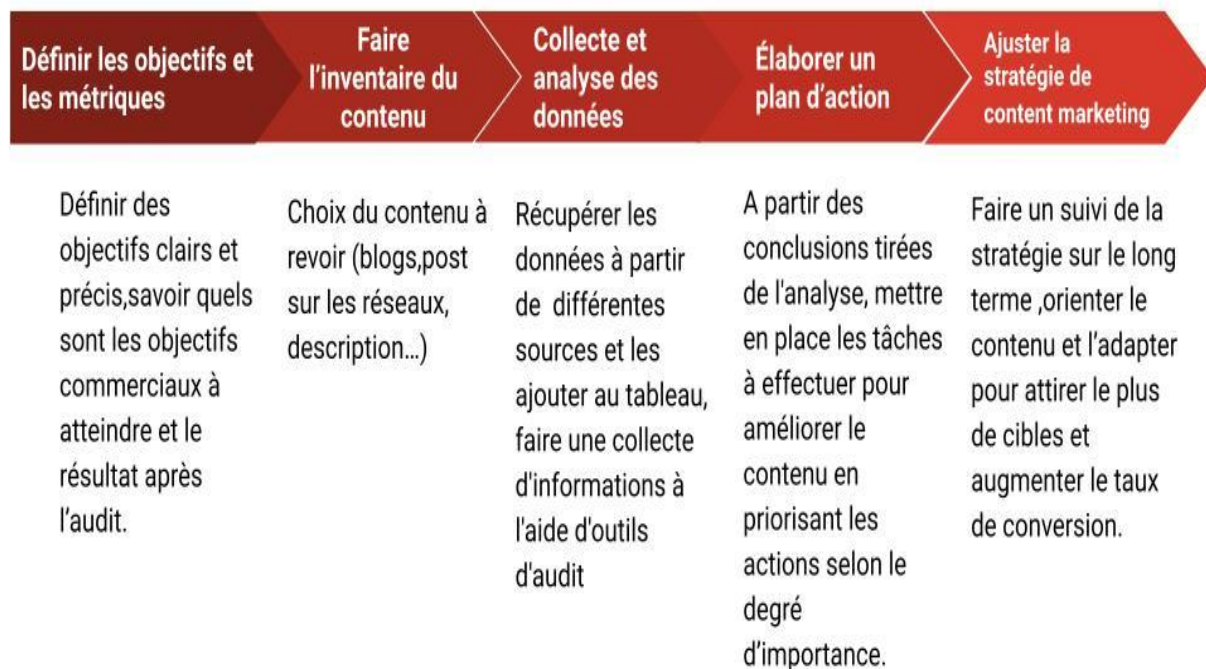 Définir les objectifs et
les métriques
Faire
l'inventaire du
contenu
Collecte et
analyse des
données
Élaborer un
plan d'action
Ajuster la
stratégie de
content marketing
Définir des
objectifs clairs et
précis,savoir quels
sont les objectifs
commerciaux à
atteindre et le
résultat après
l'audit.
Choix du contenu à
revoir (blogs,post
sur les réseaux,
description...)
Récupérer les
données à partir
de différentes
sources et les
ajouter au tableau,
faire une collecte
d'informations à
l'aide d'outils
d'audit
A partir des
conclusions tirées
de l'analyse, mettre
en place les tâches
à effectuer pour
améliorer le
contenu en
priorisant les
actions selon le
degré
d'importance.
Faire un suivi de la
stratégie sur le long
terme ,orienter le
contenu et l'adapter
pour attirer le plus
de cibles et
augmenter le taux
de conversion.